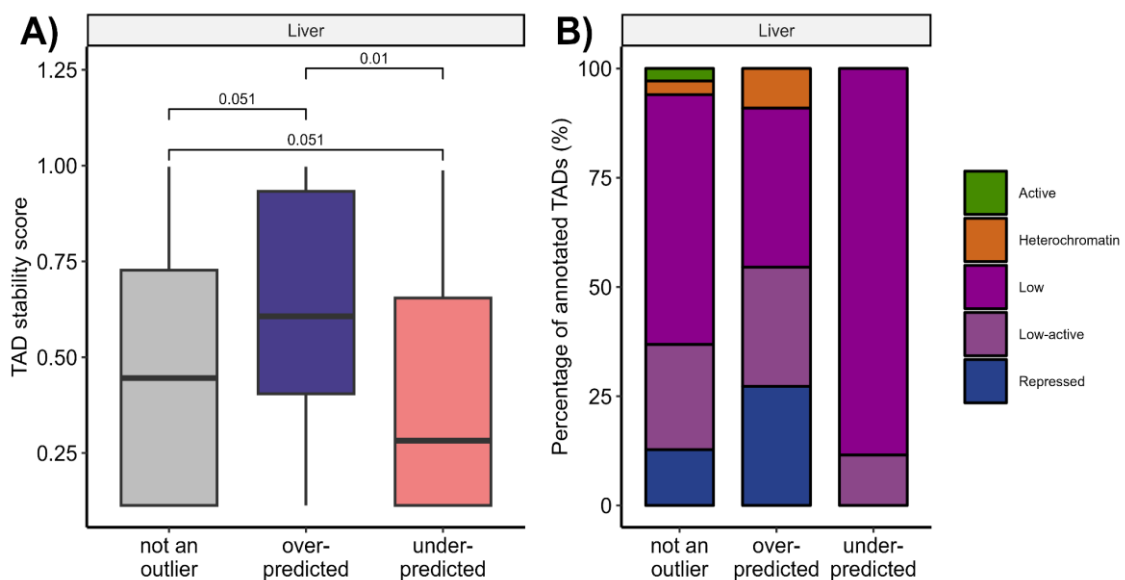 A)
Liver
TAD stability score
1.25
1.00
0.75
0.50
0.25
0.01
0.051
0.051
not an
outlier
over-
predicted
under-
predicted
B)
Liver
Percentage of annotated TADs (%)
100
75
50
25
0
not an
outlier
over-
predicted
under-
predicted
Active
Heterochromatin
Low
Low-active
Repressed